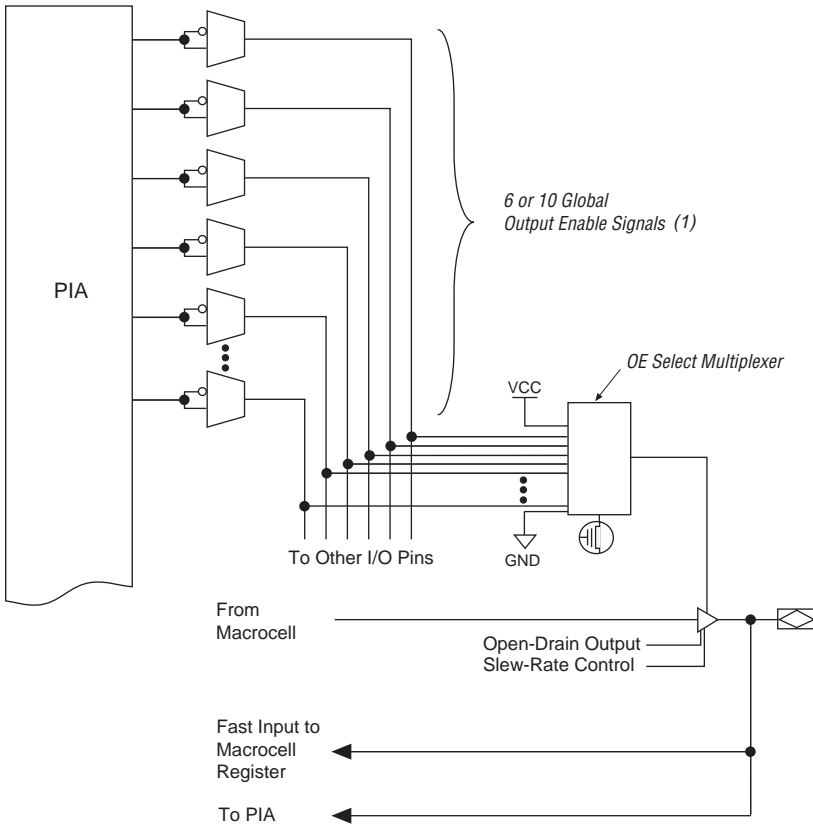 PIA
6 or 10 Global
Output Enable Signals (1)
OE Select Multiplexer
VCC
To Other I/O Pins
GND
From
Macrocell
Open-Drain Output
Slew-Rate Control
Fast Input to
Macrocell
Register
To PIA